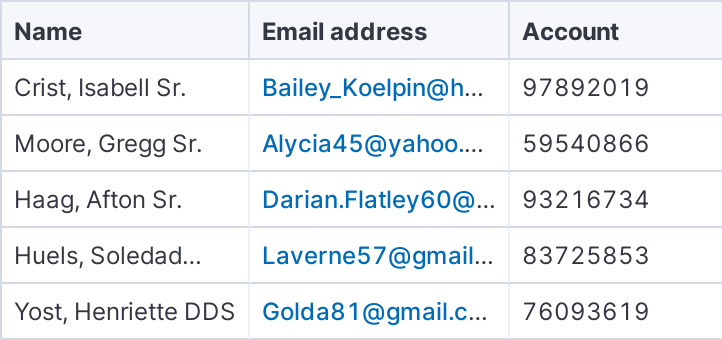 Name Email address Account
Crist, Isabell Sr. Bailey_Koelpin@h... 97892019
Moore, Gregg Sr. Alycia45@yahoo.... 59540866
Haag, Afton Sr. Darian.Flatley60@... 93216734
Huels, Soledad... Laverne57@gmail... 83725853
Yost, Henriette DDS Golda81@gmail.c... 76093619